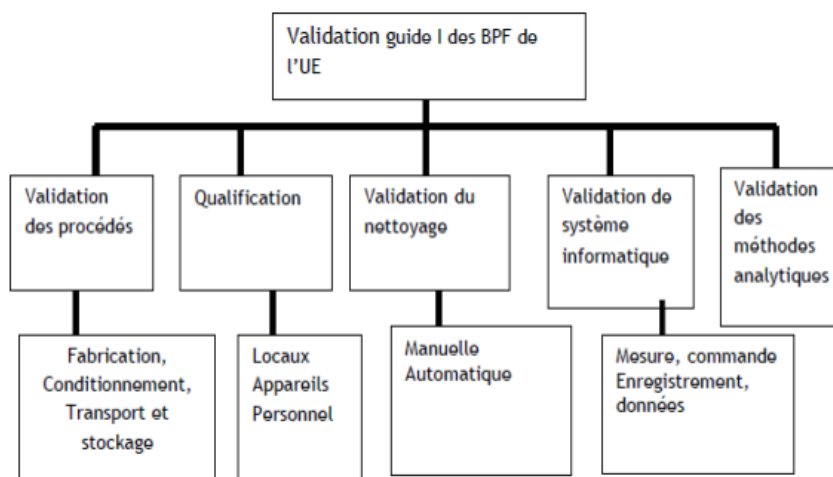 Validation guide I des BPF de
l'UE
Validation
des procédés
Qualification
Validation du
nettoyage
Validation de
système
informatique
Validation
des
méthodes
analytiques
Fabrication,
Conditionnement,
Transport et
stockage
Locaux
Appareils
Personnel
Manuelle
Automatique
Mesure, commande
Enregistrement,
données